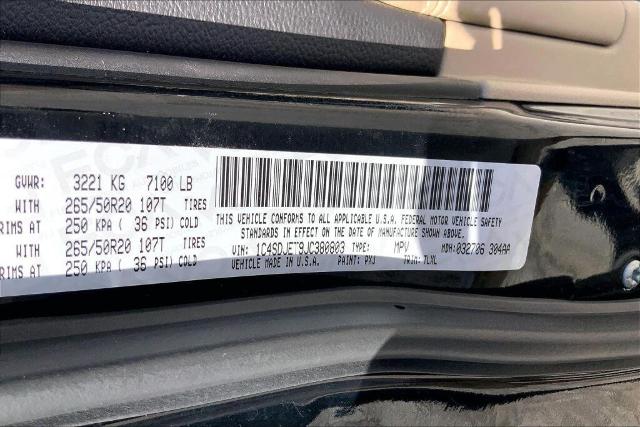 GVWR: 3221 KG 7100 LB
WITH 265/50R20 107T TIRES
RIMS AT 250 KPA ( 36 PSI) COLD
WITH 265/50R20 107T TIRES
RIMS AT 250 KPA ( 36 PSI) COLD
THIS VEHICLE CONFORMS TO ALL APPLICABLE U.S.A. FEDERAL MOTOR VEHICLE SAFETY
STANDARDS IN EFFECT ON THE DATE OF MANUFACTURE SHOWN ABOVE.
VIN: 1C4SDJET9JC380803 TYPE: MPV MDH: 032706 304AA
VEHICLE MADE IN U.S.A. PAINT: PXJ TRIM: TLXL